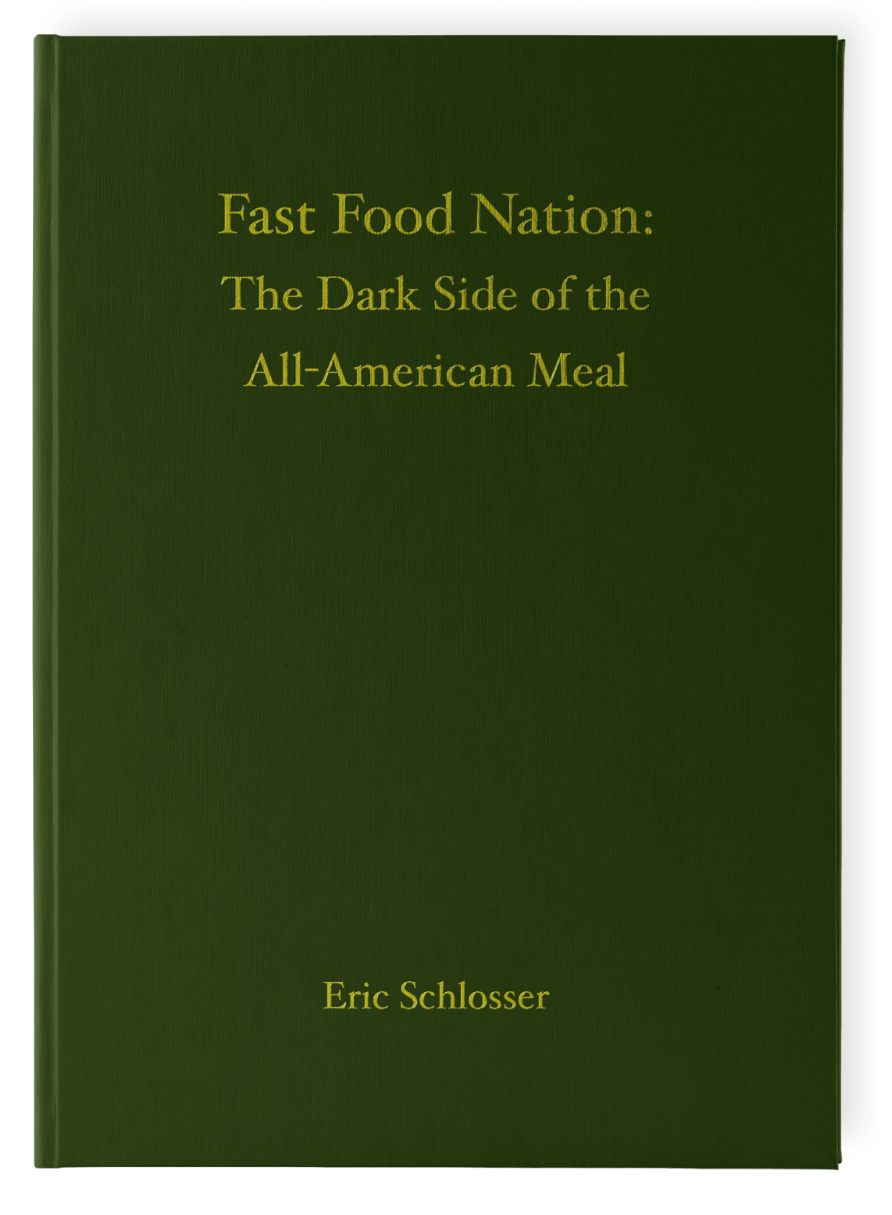 Fast Food Nation:
The Dark Side of the
All-American Meal
Eric Schlosser